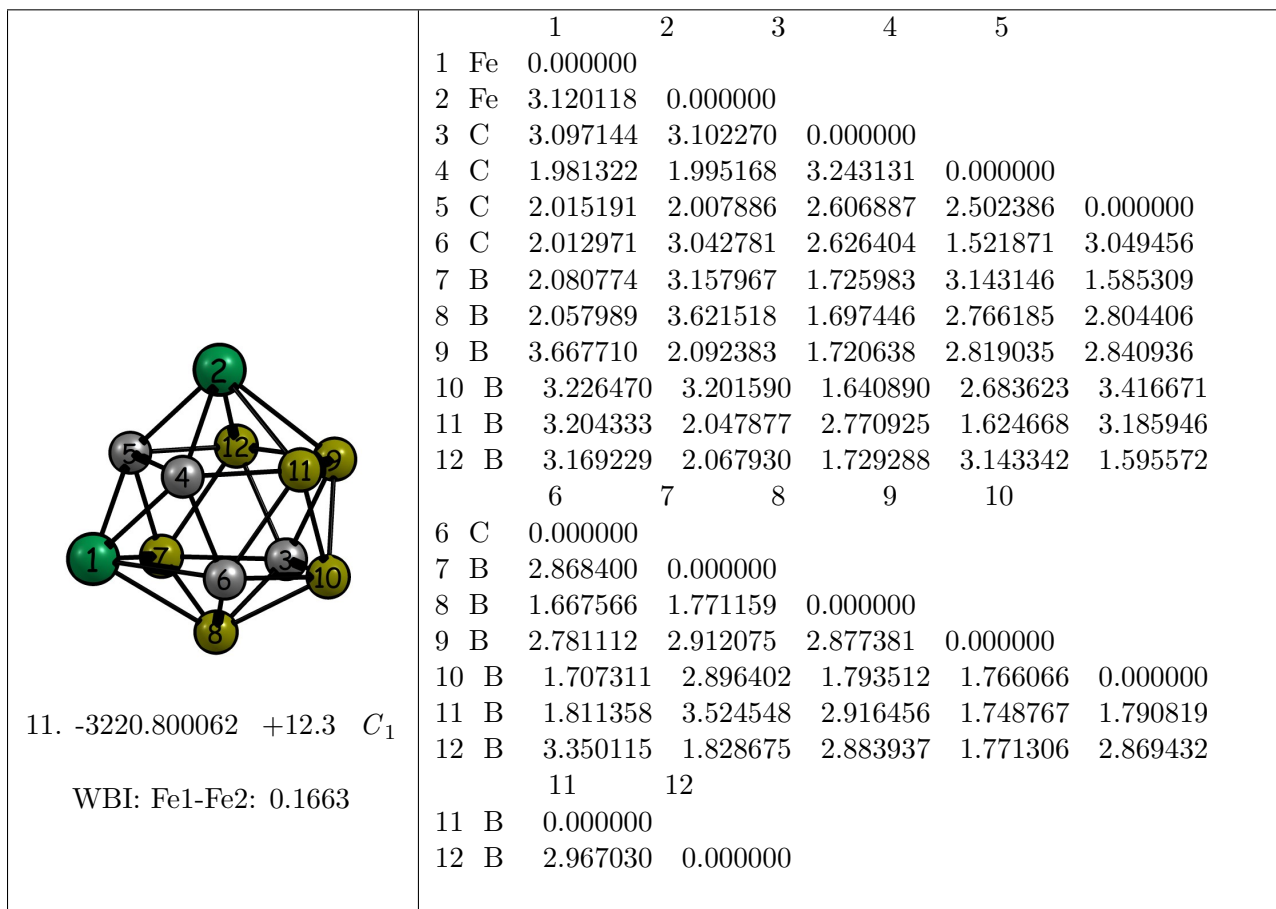 2
5
12
9
4
11
1
7
3
6
10
8
11. -3220.800062 +12.3 C1
WBI: Fe1-Fe2: 0.1663
1 2 3 4 5
1 Fe 0.000000
2 Fe 3.120118 0.000000
3 C 3.097144 3.102270 0.000000
4 C 1.981322 1.995168 3.243131 0.000000
5 C 2.015191 2.007886 2.606887 2.502386 0.000000
6 C 2.012971 3.042781 2.626404 1.521871 3.049456
7 B 2.080774 3.157967 1.725983 3.143146 1.585309
8 B 2.057989 3.621518 1.697446 2.766185 2.804406
9 B 3.667710 2.092383 1.720638 2.819035 2.840936
10 B 3.226470 3.201590 1.640890 2.683623 3.416671
11 B 3.204333 2.047877 2.770925 1.624668 3.185946
12 B 3.169229 2.067930 1.729288 3.143342 1.595572
6 7 8 9 10
6 C 0.000000
7 B 2.868400 0.000000
8 B 1.667566 1.771159 0.000000
9 B 2.781112 2.912075 2.877381 0.000000
10 B 1.707311 2.896402 1.793512 1.766066 0.000000
11 B 1.811358 3.524548 2.916456 1.748767 1.790819
12 B 3.350115 1.828675 2.883937 1.771306 2.869432
11 12
11 B 0.000000
12 B 2.967030 0.000000